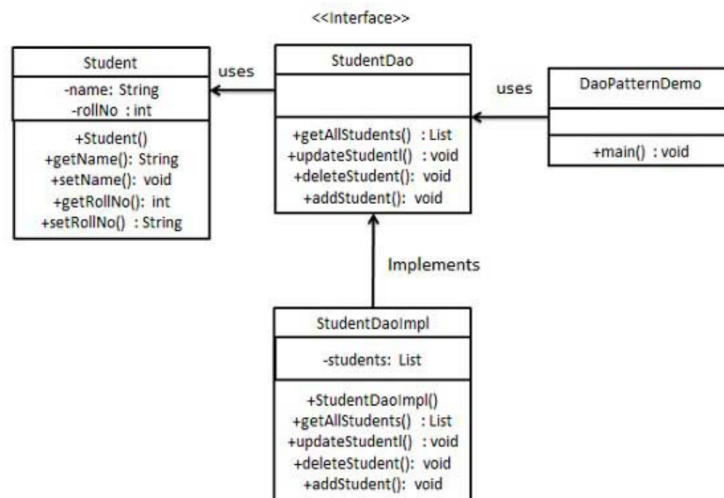 <<Interface>>
Student
-name: String
-rollNo : int
+Student()
+getName(): String
+setName(): void
+getRollNo(): int
+setRollNo() : String
uses
StudentDao
+getAllStudents() : List
+updateStudentl() : void
+deleteStudent(): void
+addStudent(): void
uses
DaoPatternDemo
+main() : void
Implements
StudentDaoImpl
-students: List
+StudentDaoImpl()
+getAllStudents() : List
+updateStudentl() : void
+deleteStudent(): void
+addStudent(): void